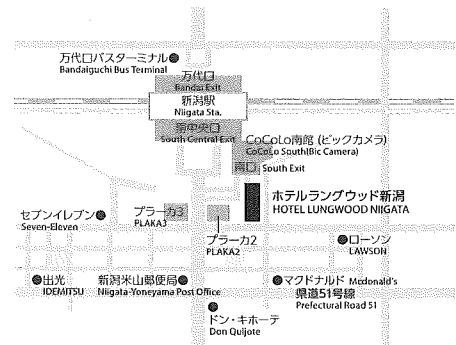 万代口バスターミナル
Bandaiguchi Bus Terminal
万代口
Bandai Exit
新潟駅
Niigata Sta.
南中央口
South Central Exit
CoCoLo南館 (ビックカメラ)
CoCoLo South(Bic Camera)
南口 South Exit
ホテルラングウッド新潟
HOTEL LUNGWOOD NIIGATA
セブンイレブン
Seven-Eleven
プラーカ3
PLAKA3
プラーカ2
PLAKA2
ローソン
LAWSON
出光
IDEMITSU
新潟米山郵便局
Niigata-Yoneyama Post Office
マクドナルド Mcdonald's
県道51号線
Prefectural Road 51
ドン・キホーテ
Don Quijote